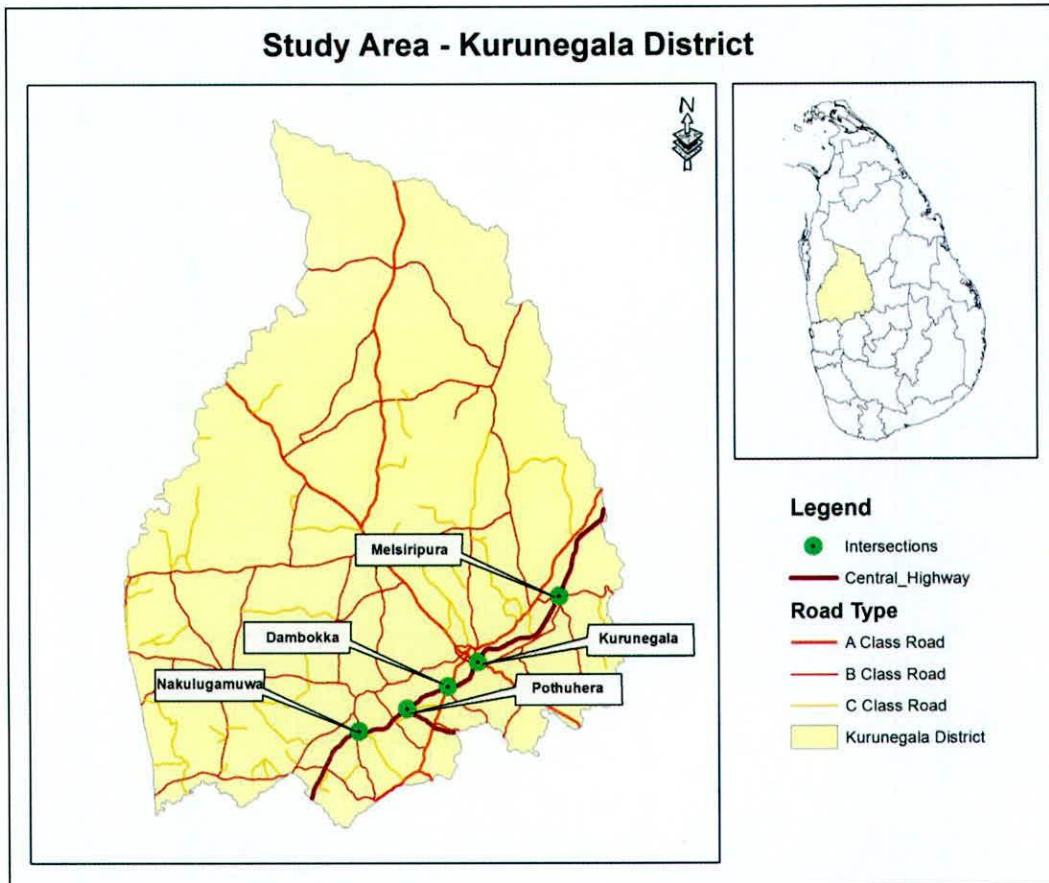 Study Area - Kurunegala District
N
Melsiripura
Dambokka
Kurunegala
Nakulugamuwa
Pothuhera
Legend
Intersections
Central_Highway
Road Type
A Class Road
B Class Road
C Class Road
Kurunegala District